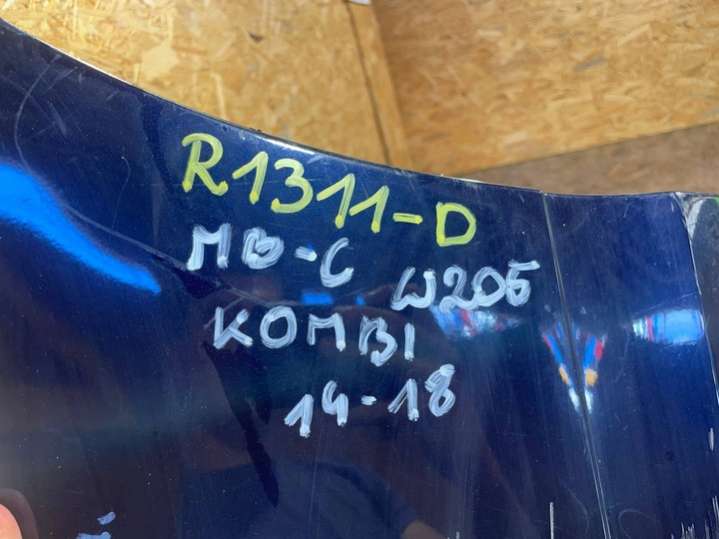 R1311-D
MB-C W205
KOMBI
14-18